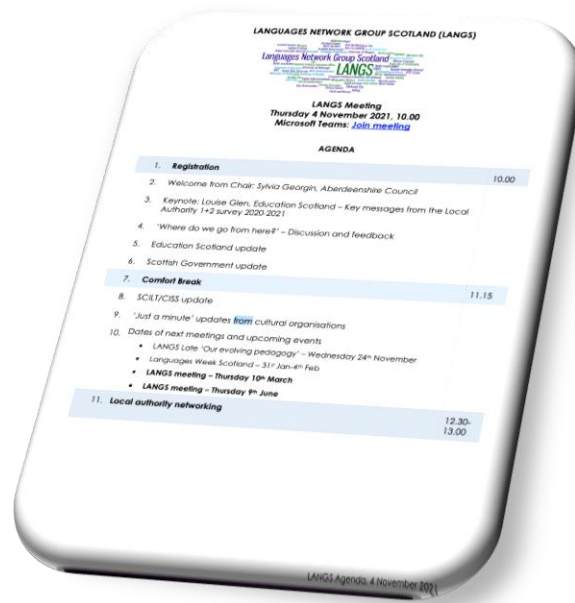 LANGUAGES NETWORK GROUP SCOTLAND (LANGS)
Languages Network Group Scotland
LANGS
LANGS Meeting
Thursday 4 November 2021, 10.00
Microsoft Teams: Join meeting
AGENDA
1. Registration 10.00
2. Welcome from Chair: Sylvia Georgin, Aberdeenshire Council
3. Keynote: Louise Glen, Education Scotland – Key messages from the Local
Authority 1+2 survey 2020-2021
4. 'Where do we go from here?' – Discussion and feedback
5. Education Scotland update
6. Scottish Government update
7. Comfort Break 11.15
8. SCILT/CISS update
9. 'Just a minute' updates from cultural organisations
10. Dates of next meetings and upcoming events
• LANGS Late 'Our evolving pedagogy' – Wednesday 24th November
• Languages Week Scotland – 31st Jan-4th Feb
• LANGS meeting – Thursday 10th March
• LANGS meeting – Thursday 9th June
11. Local authority networking 12.30-
13.00
LANGS Agenda, 4 November 2021